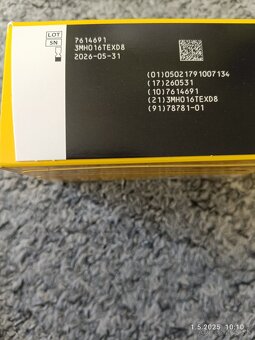 LOT
SN
7614691
3MH016TEXD8
2026-05-31
(01)05021791007134
(17)260531
(10)7614691
(21)3MH016TEXD8
(91)78781-01
1.5.2025 10:10